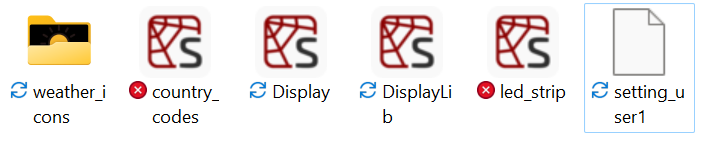 weather_i
cons
country_
codes
Display
DisplayLi
b
led_strip
setting_u
ser1